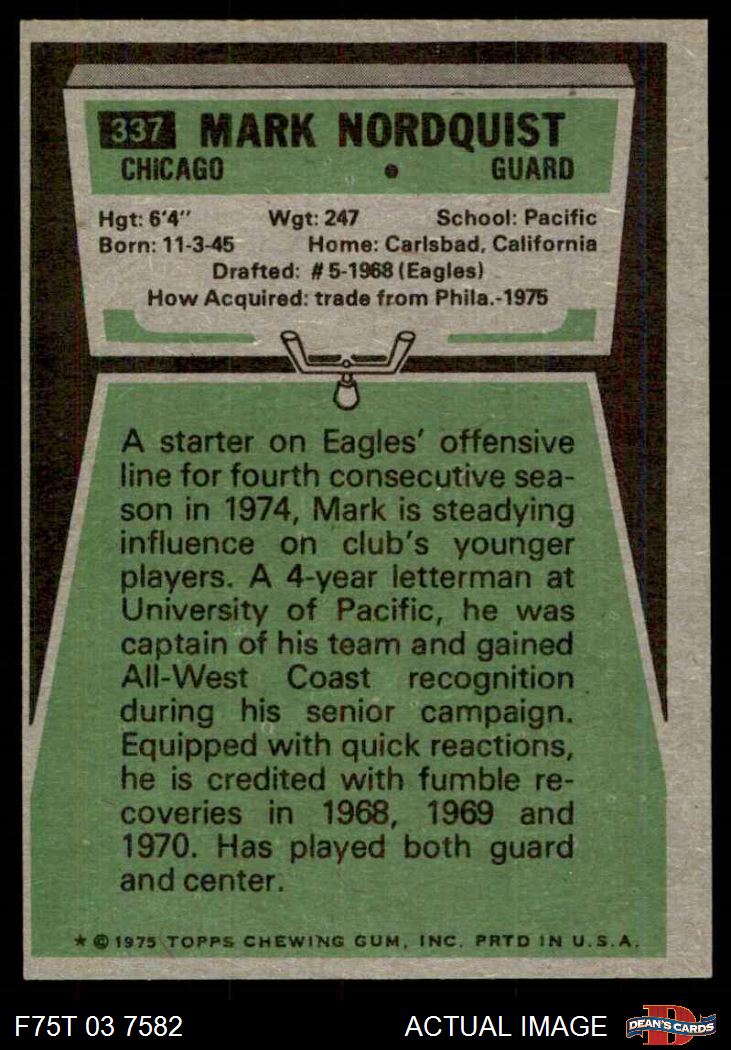 337 MARK NORDQUIST
CHICAGO • GUARD
Hgt: 6'4" Wgt: 247 School: Pacific
Born: 11-3-45 Home: Carlsbad, California
Drafted: #5-1968 (Eagles)
How Acquired: trade from Phila.-1975
A starter on Eagles' offensive
line for fourth consecutive sea-
son in 1974, Mark is steadying
influence on club's younger
players. A 4-year letterman at
University of Pacific, he was
captain of his team and gained
All-West Coast recognition
during his senior campaign.
Equipped with quick reactions,
he is credited with fumble re-
coveries in 1968, 1969 and
1970. Has played both guard
and center.
★ © 1975 TOPPS CHEWING GUM, INC. PRTD IN U.S.A.
F75T 03 7582 ACTUAL IMAGE D DEAN'S CARDS